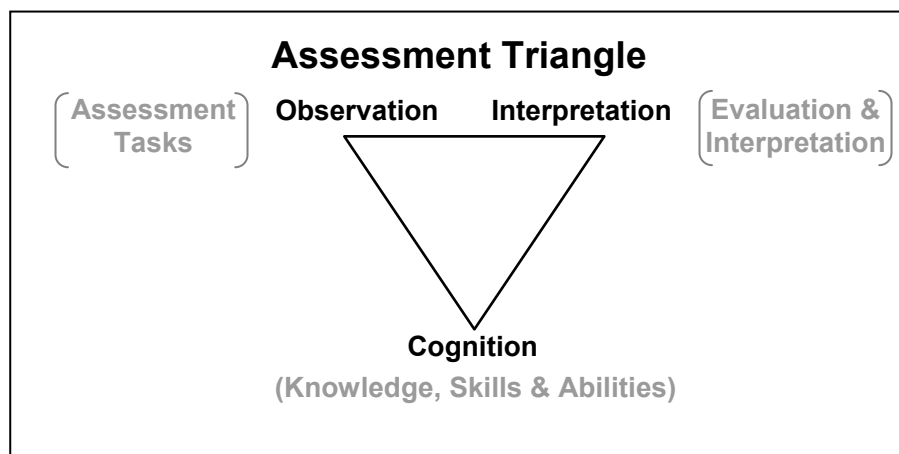 Assessment Triangle
Assessment
Tasks
Observation
Interpretation
Evaluation &
Interpretation
Cognition
(Knowledge, Skills & Abilities)